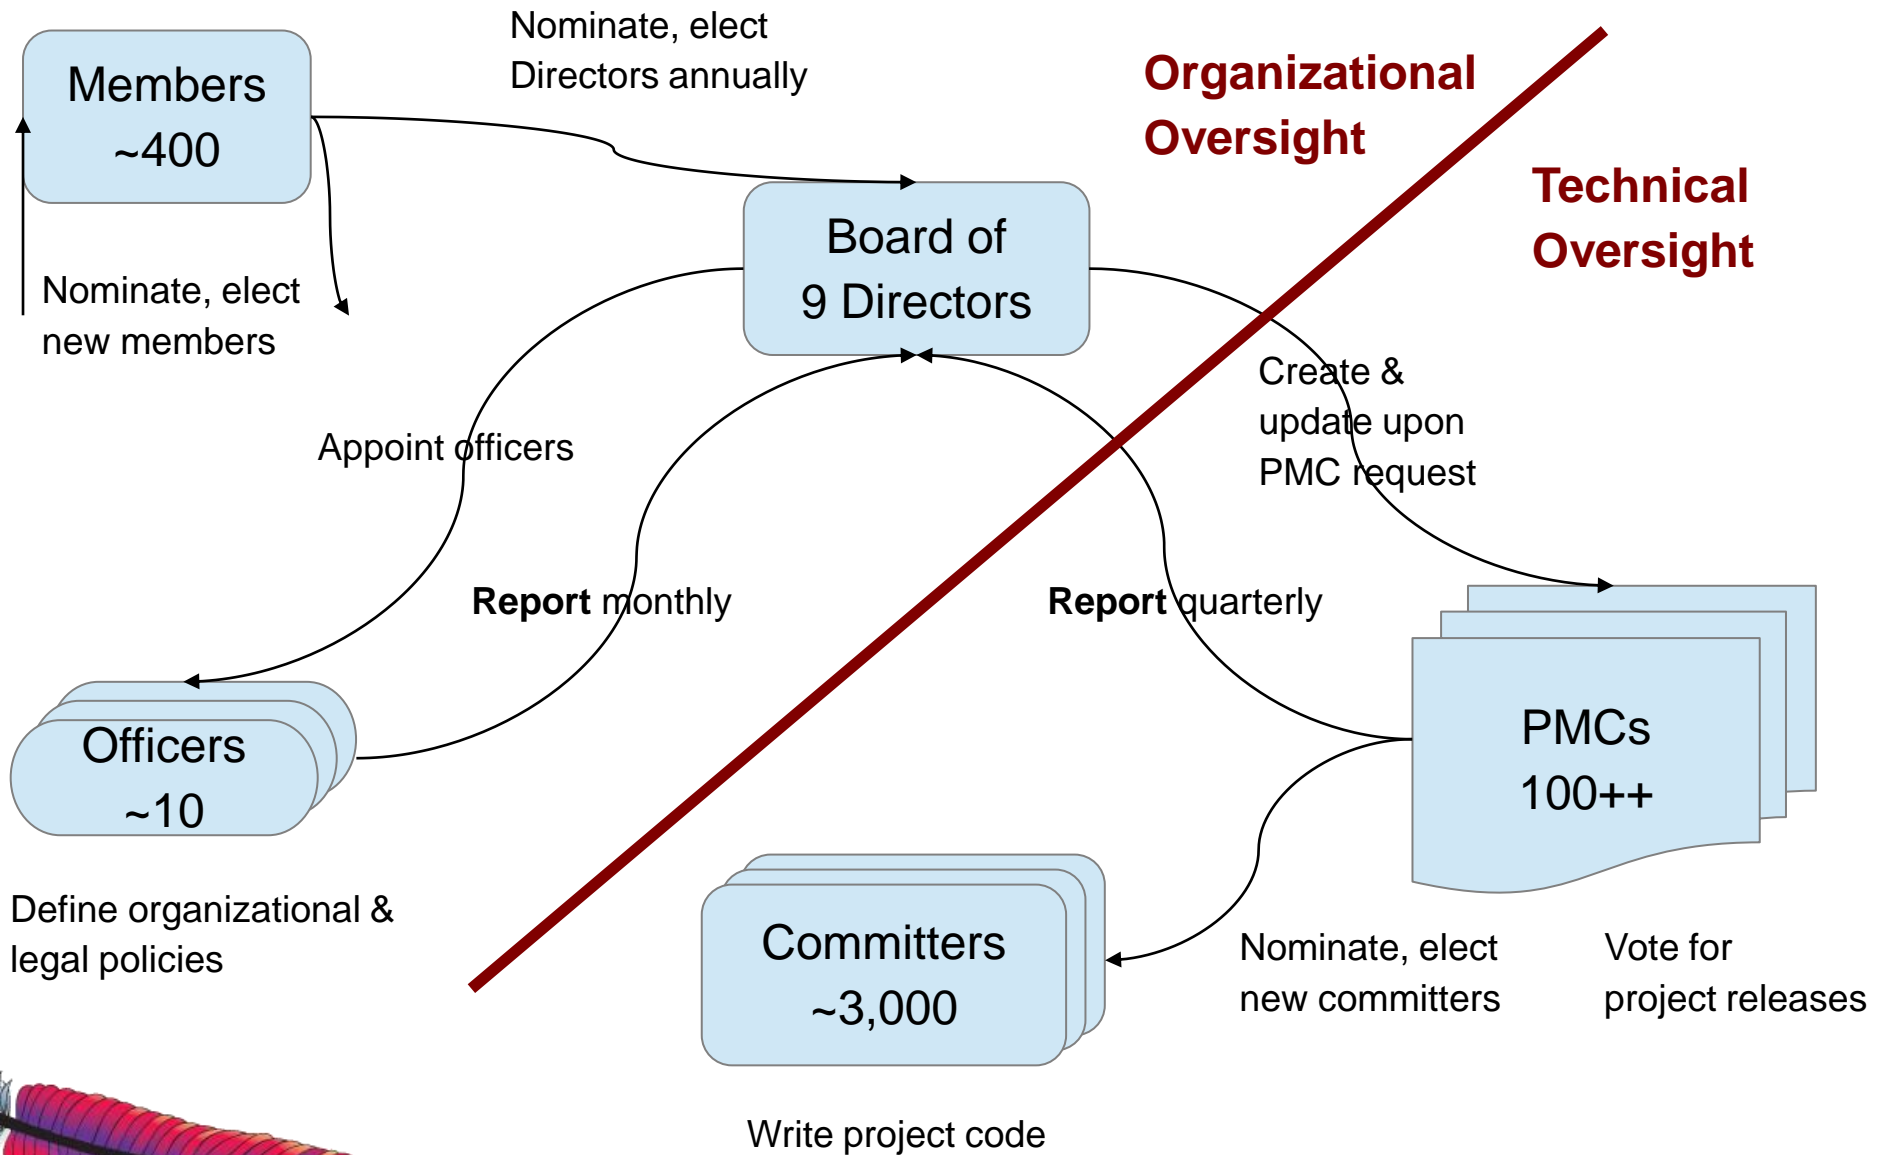 Nominate, elect
Directors annually
Members
~400
Organizational
Oversight
Technical
Oversight
Board of
9 Directors
Nominate, elect
new members
Create &
update upon
PMC request
Appoint officers
Report monthly
Report quarterly
Officers
~10
PMCs
100++
Define organizational &
legal policies
Committers
~3,000
Nominate, elect
new committers
Vote for
project releases
Write project code